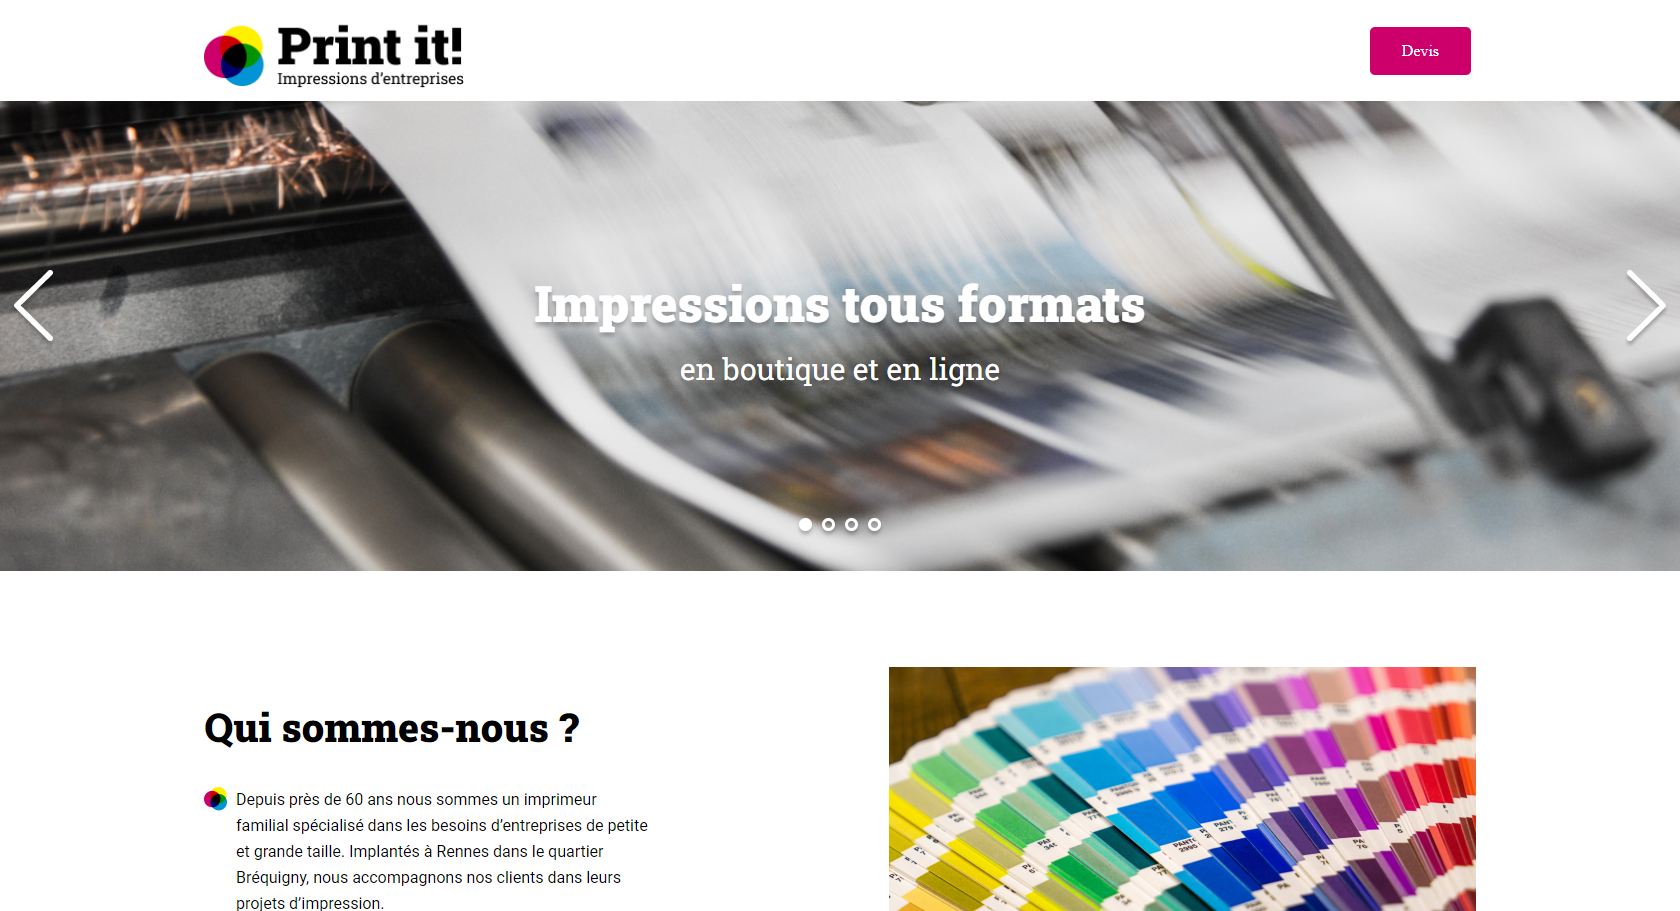 Print it!
Impressions d'entreprises
Devis
Impressions tous formats
en boutique et en ligne
Qui sommes-nous ?
Depuis près de 60 ans nous sommes un imprimeur
familial spécialisé dans les besoins d’entreprises de petite
et grande taille. Implantés à Rennes dans le quartier
Bréquigny, nous accompagnons nos clients dans leurs
projets d’impression.